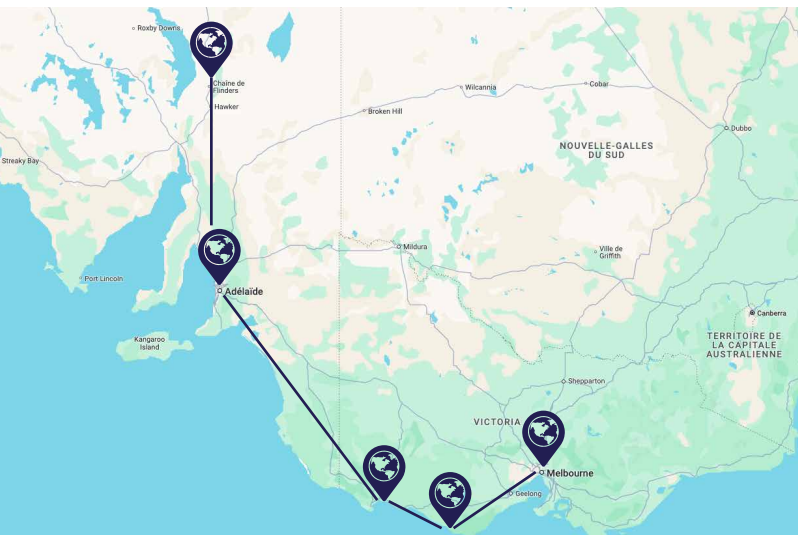 Roxby Downs
Chaîne de
Flinders
Hawker
Wilcannia
Cobar
Broken Hill
Dubbo
NOUVELLE-GALLES
DU SUD
Streaky Bay
Mildura
Ville de
Griffith
Port Lincoln
Adélaïde
Canberra
Kangaroo
Island
TERRITOIRE DE
LA CAPITALE
AUSTRALIENNE
Shepparton
VICTORIA
Melbourne
Geelong